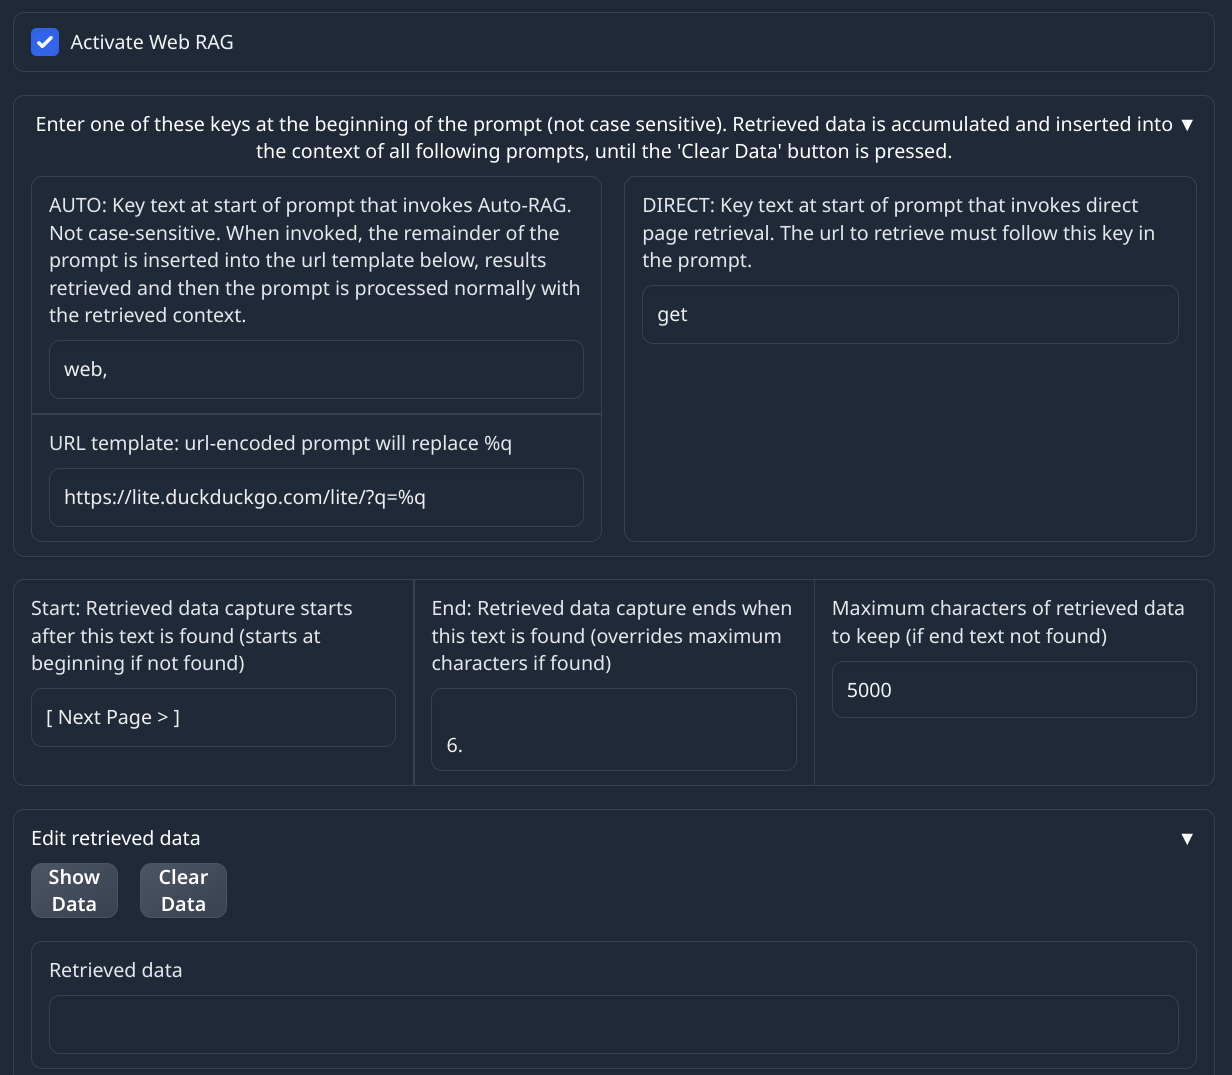 Activate Web RAG
Enter one of these keys at the beginning of the prompt (not case sensitive). Retrieved data is accumulated and inserted into ▼
the context of all following prompts, until the 'Clear Data' button is pressed.
AUTO: Key text at start of prompt that invokes Auto-RAG.
Not case-sensitive. When invoked, the remainder of the
prompt is inserted into the url template below, results
retrieved and then the prompt is processed normally with
the retrieved context.
web,
URL template: url-encoded prompt will replace %q
https://lite.duckduckgo.com/lite/?q=%q
DIRECT: Key text at start of prompt that invokes direct
page retrieval. The url to retrieve must follow this key in
the prompt.
get
Start: Retrieved data capture starts
after this text is found (starts at
beginning if not found)
[ Next Page > ]
End: Retrieved data capture ends when
this text is found (overrides maximum
characters if found)
6.
Maximum characters of retrieved data
to keep (if end text not found)
5000
Edit retrieved data ▼
Show
Data
Clear
Data
Retrieved data